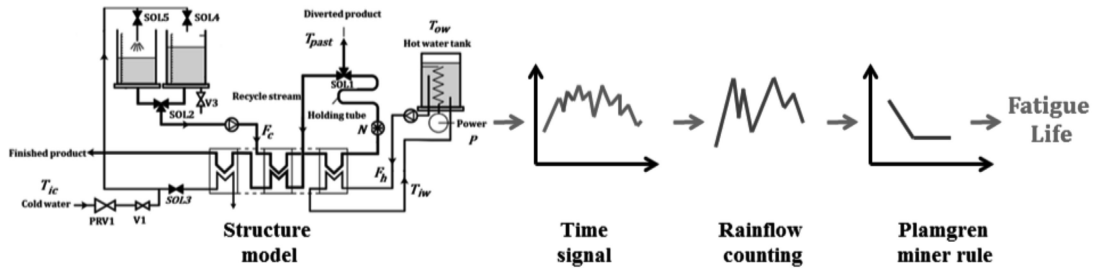 SOL5
SOL4
Diverted product
T_past
T_ow
Hot water tank
SOL1
V3
SOL2
Recycle stream
Holding tube
N
Power
P
F_c
Finished product
F_h
T_ic
T_iw
Cold water
SOL3
PRV1
V1
Fatigue
Life
Structure
model
Time
signal
Rainflow
counting
Plamgren
miner rule